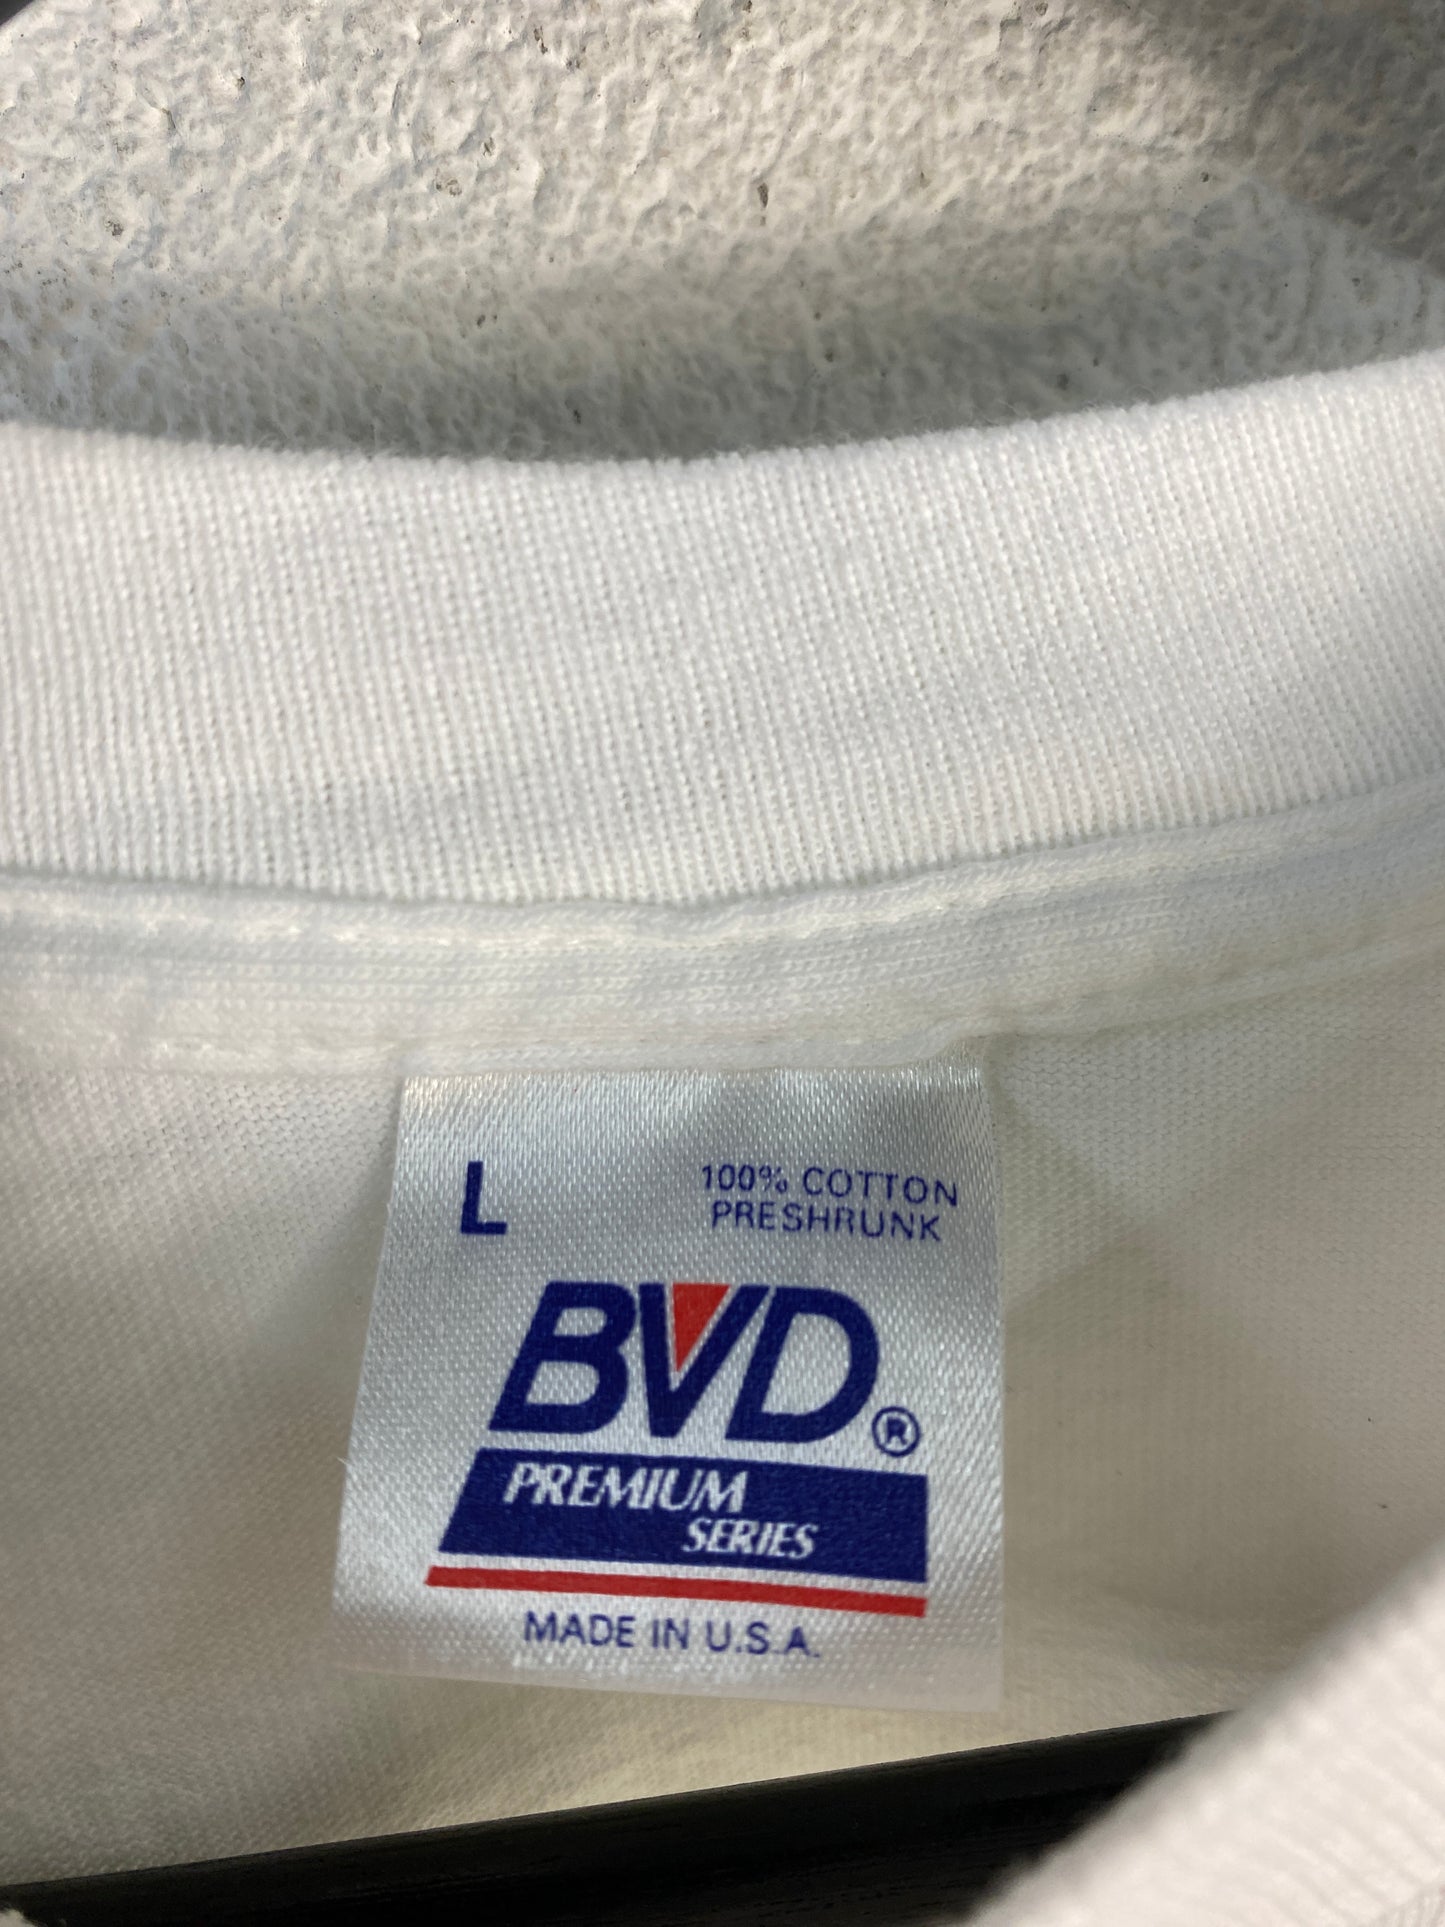 L
100% COTTON
PRESHRUNK
BVD®
PREMIUM
SERIES
MADE IN U.S.A.